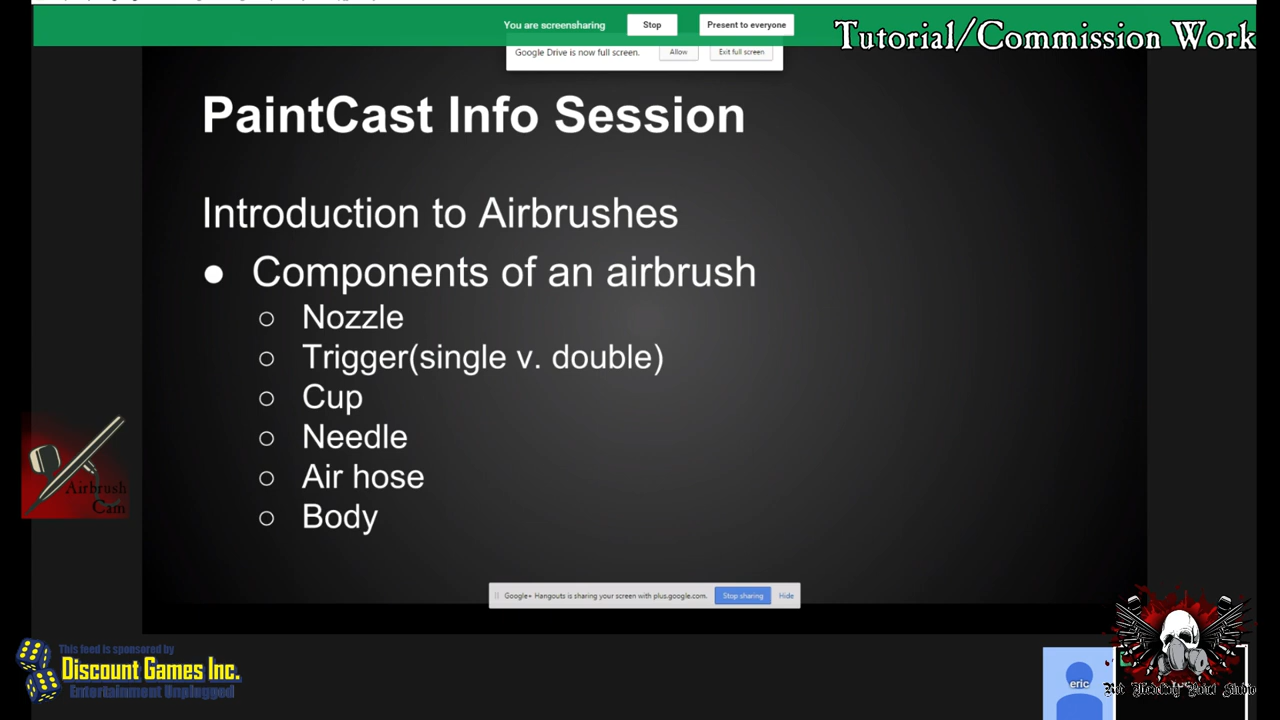 You are screensharing Stop Present to everyone
Tutorial/Commission Work
Google Drive is now full screen. Allow Exit full screen
PaintCast Info Session
Introduction to Airbrushes
● Components of an airbrush
○ Nozzle
○ Trigger(single v. double)
○ Cup
○ Needle
○ Air hose
○ Body
Airbrush
Cam
Google+ Hangouts is sharing your screen with plus.google.com. Stop sharing Hide
This feed is sponsored by
Discount Games Inc.
Entertainment Unplugged
eric